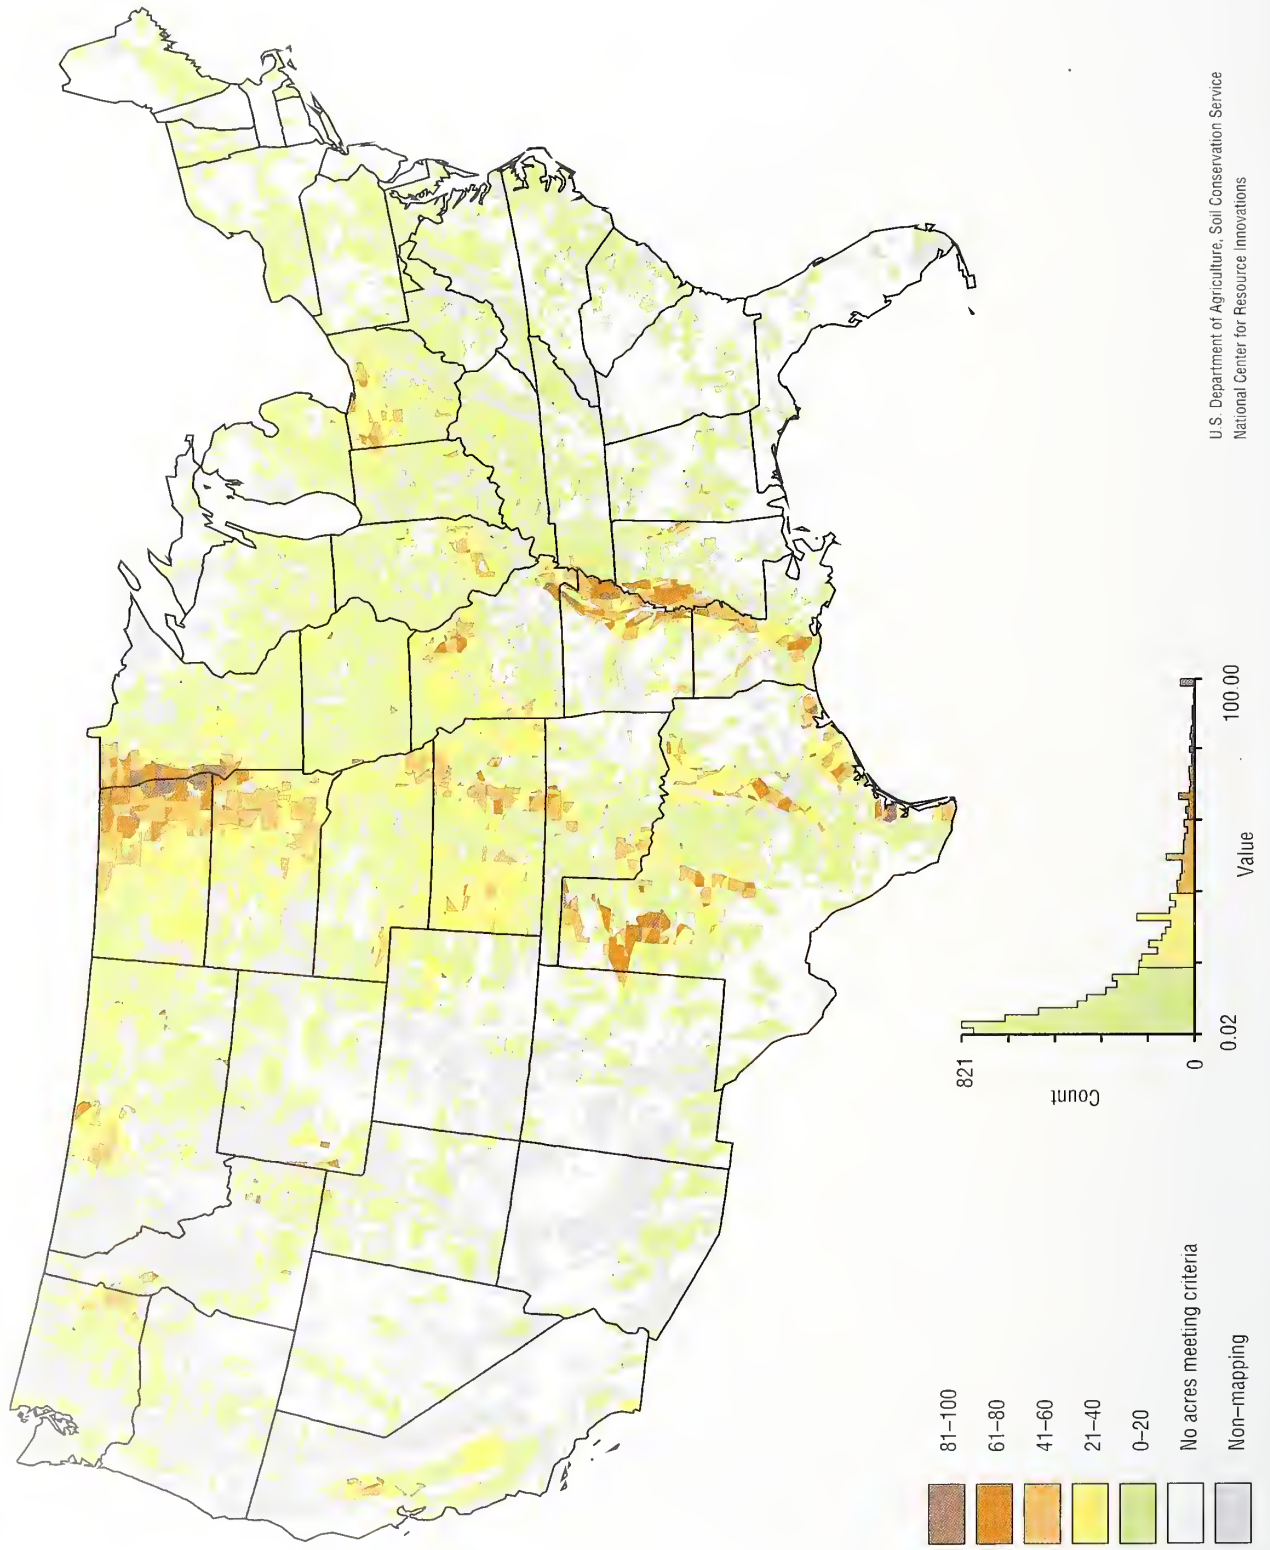 81–100
61–80
41–60
21–40
0–20
No acres meeting criteria
Non–mapping
821
Count
0
0.02
Value
100.00
U.S. Department of Agriculture, Soil Conservation Service
National Center for Resource Innovations